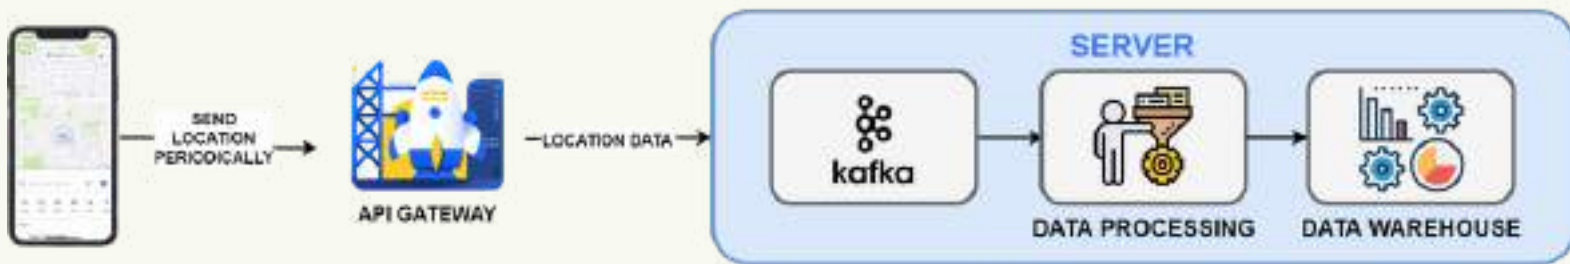 SEND
LOCATION
PERIODICALLY
API GATEWAY
LOCATION DATA
SERVER
kafka
DATA PROCESSING
DATA WAREHOUSE